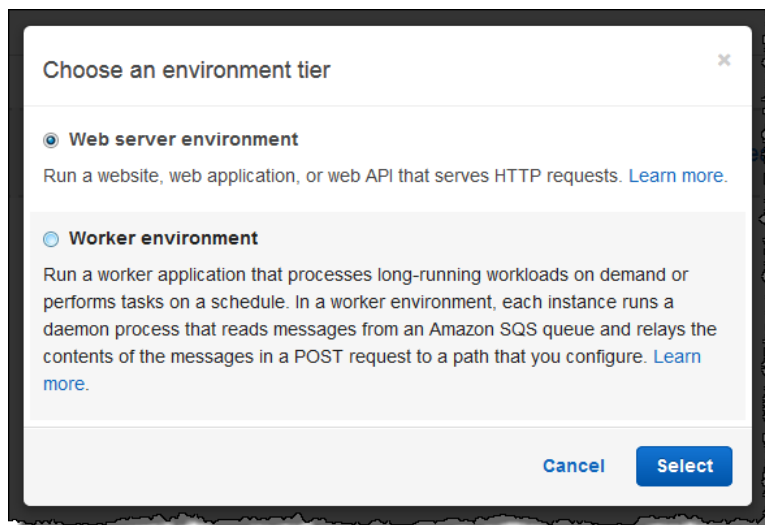 Choose an environment tier
×
Web server environment
Run a website, web application, or web API that serves HTTP requests. Learn more.
Worker environment
Run a worker application that processes long-running workloads on demand or
performs tasks on a schedule. In a worker environment, each instance runs a
daemon process that reads messages from an Amazon SQS queue and relays the
contents of the messages in a POST request to a path that you configure. Learn
more.
Cancel Select